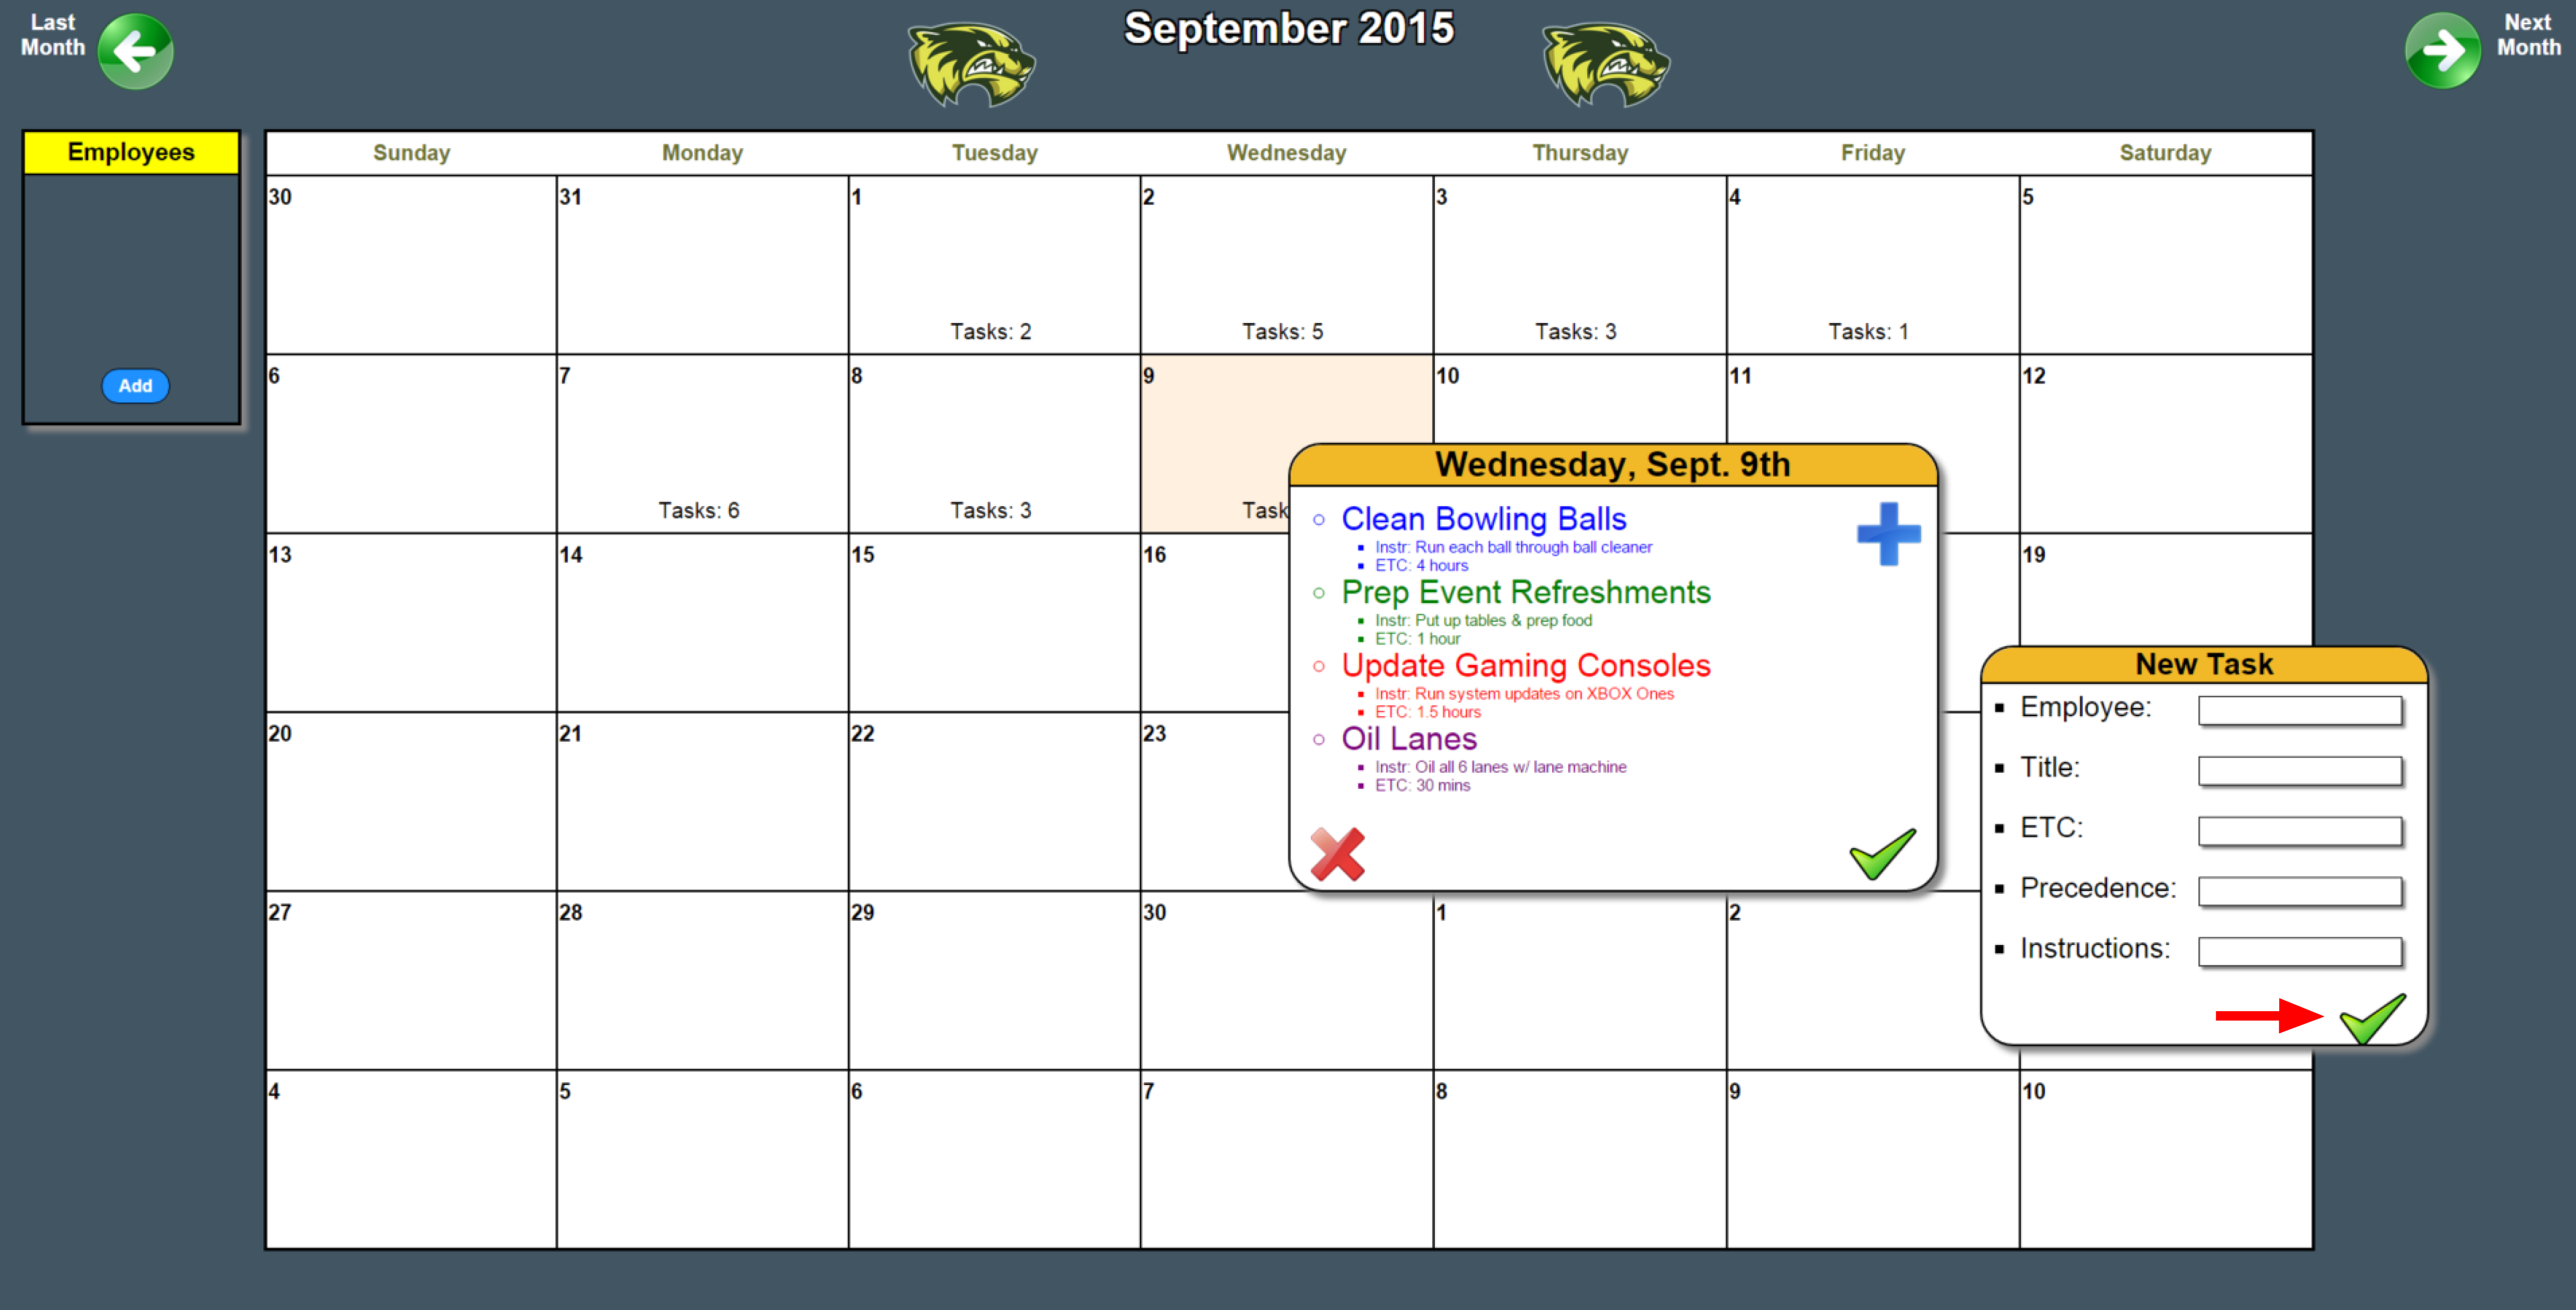 Last
Month
September 2015
Next
Month
Employees
Add
Sunday Monday Tuesday Wednesday Thursday Friday Saturday
30 31 1 2 3 4 5
Tasks: 2 Tasks: 5 Tasks: 3 Tasks: 1
6 7 8 9 10 11 12
Tasks: 6 Tasks: 3 Task
13 14 15 16 19
20 21 22 23
27 28 29 30 1 2
4 5 6 7 8 9 10
Wednesday, Sept. 9th
Clean Bowling Balls
Instr: Run each ball through ball cleaner
ETC: 4 hours
Prep Event Refreshments
Instr: Put up tables & prep food
ETC: 1 hour
Update Gaming Consoles
Instr: Run system updates on XBOX Ones
ETC: 1.5 hours
Oil Lanes
Instr: Oil all 6 lanes w/ lane machine
ETC: 30 mins
New Task
Employee:
Title:
ETC:
Precedence:
Instructions: